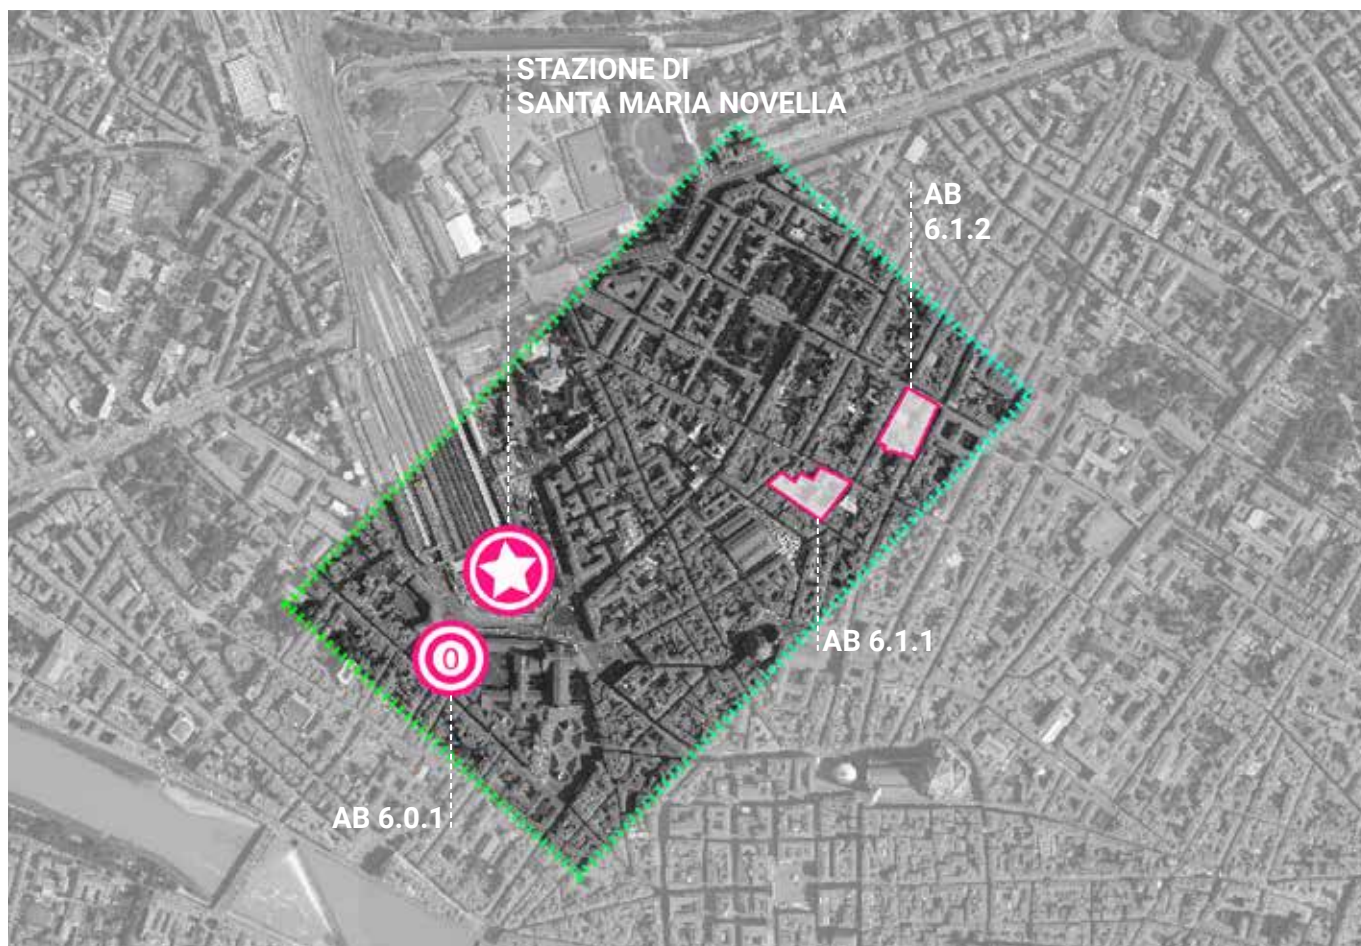 STAZIONE DI
SANTA MARIA NOVELLA
AB
6.1.2
AB 6.1.1
0
AB 6.0.1